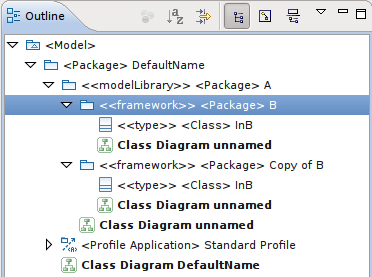 Outline
<Model>
<Package> DefaultName
<<modelLibrary>> <Package> A
<<framework>> <Package> B
<<type>> <Class> InB
Class Diagram unnamed
<<framework>> <Package> Copy of B
<<type>> <Class> InB
Class Diagram unnamed
Class Diagram unnamed
<Profile Application> Standard Profile
Class Diagram DefaultName